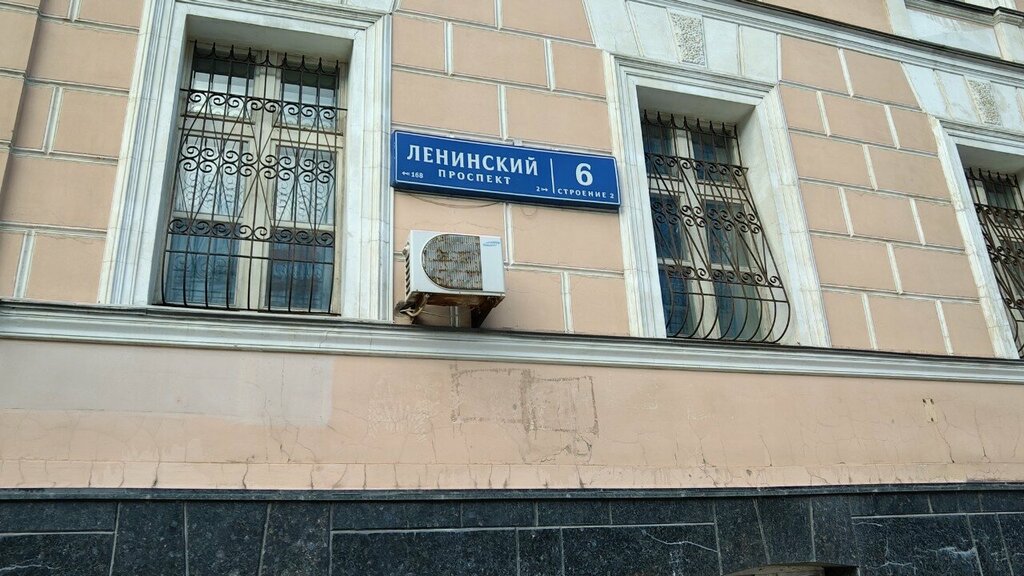 ЛЕНИНСКИЙ
ПРОСПЕКТ
←168
6
2→ СТРОЕНИЕ 2